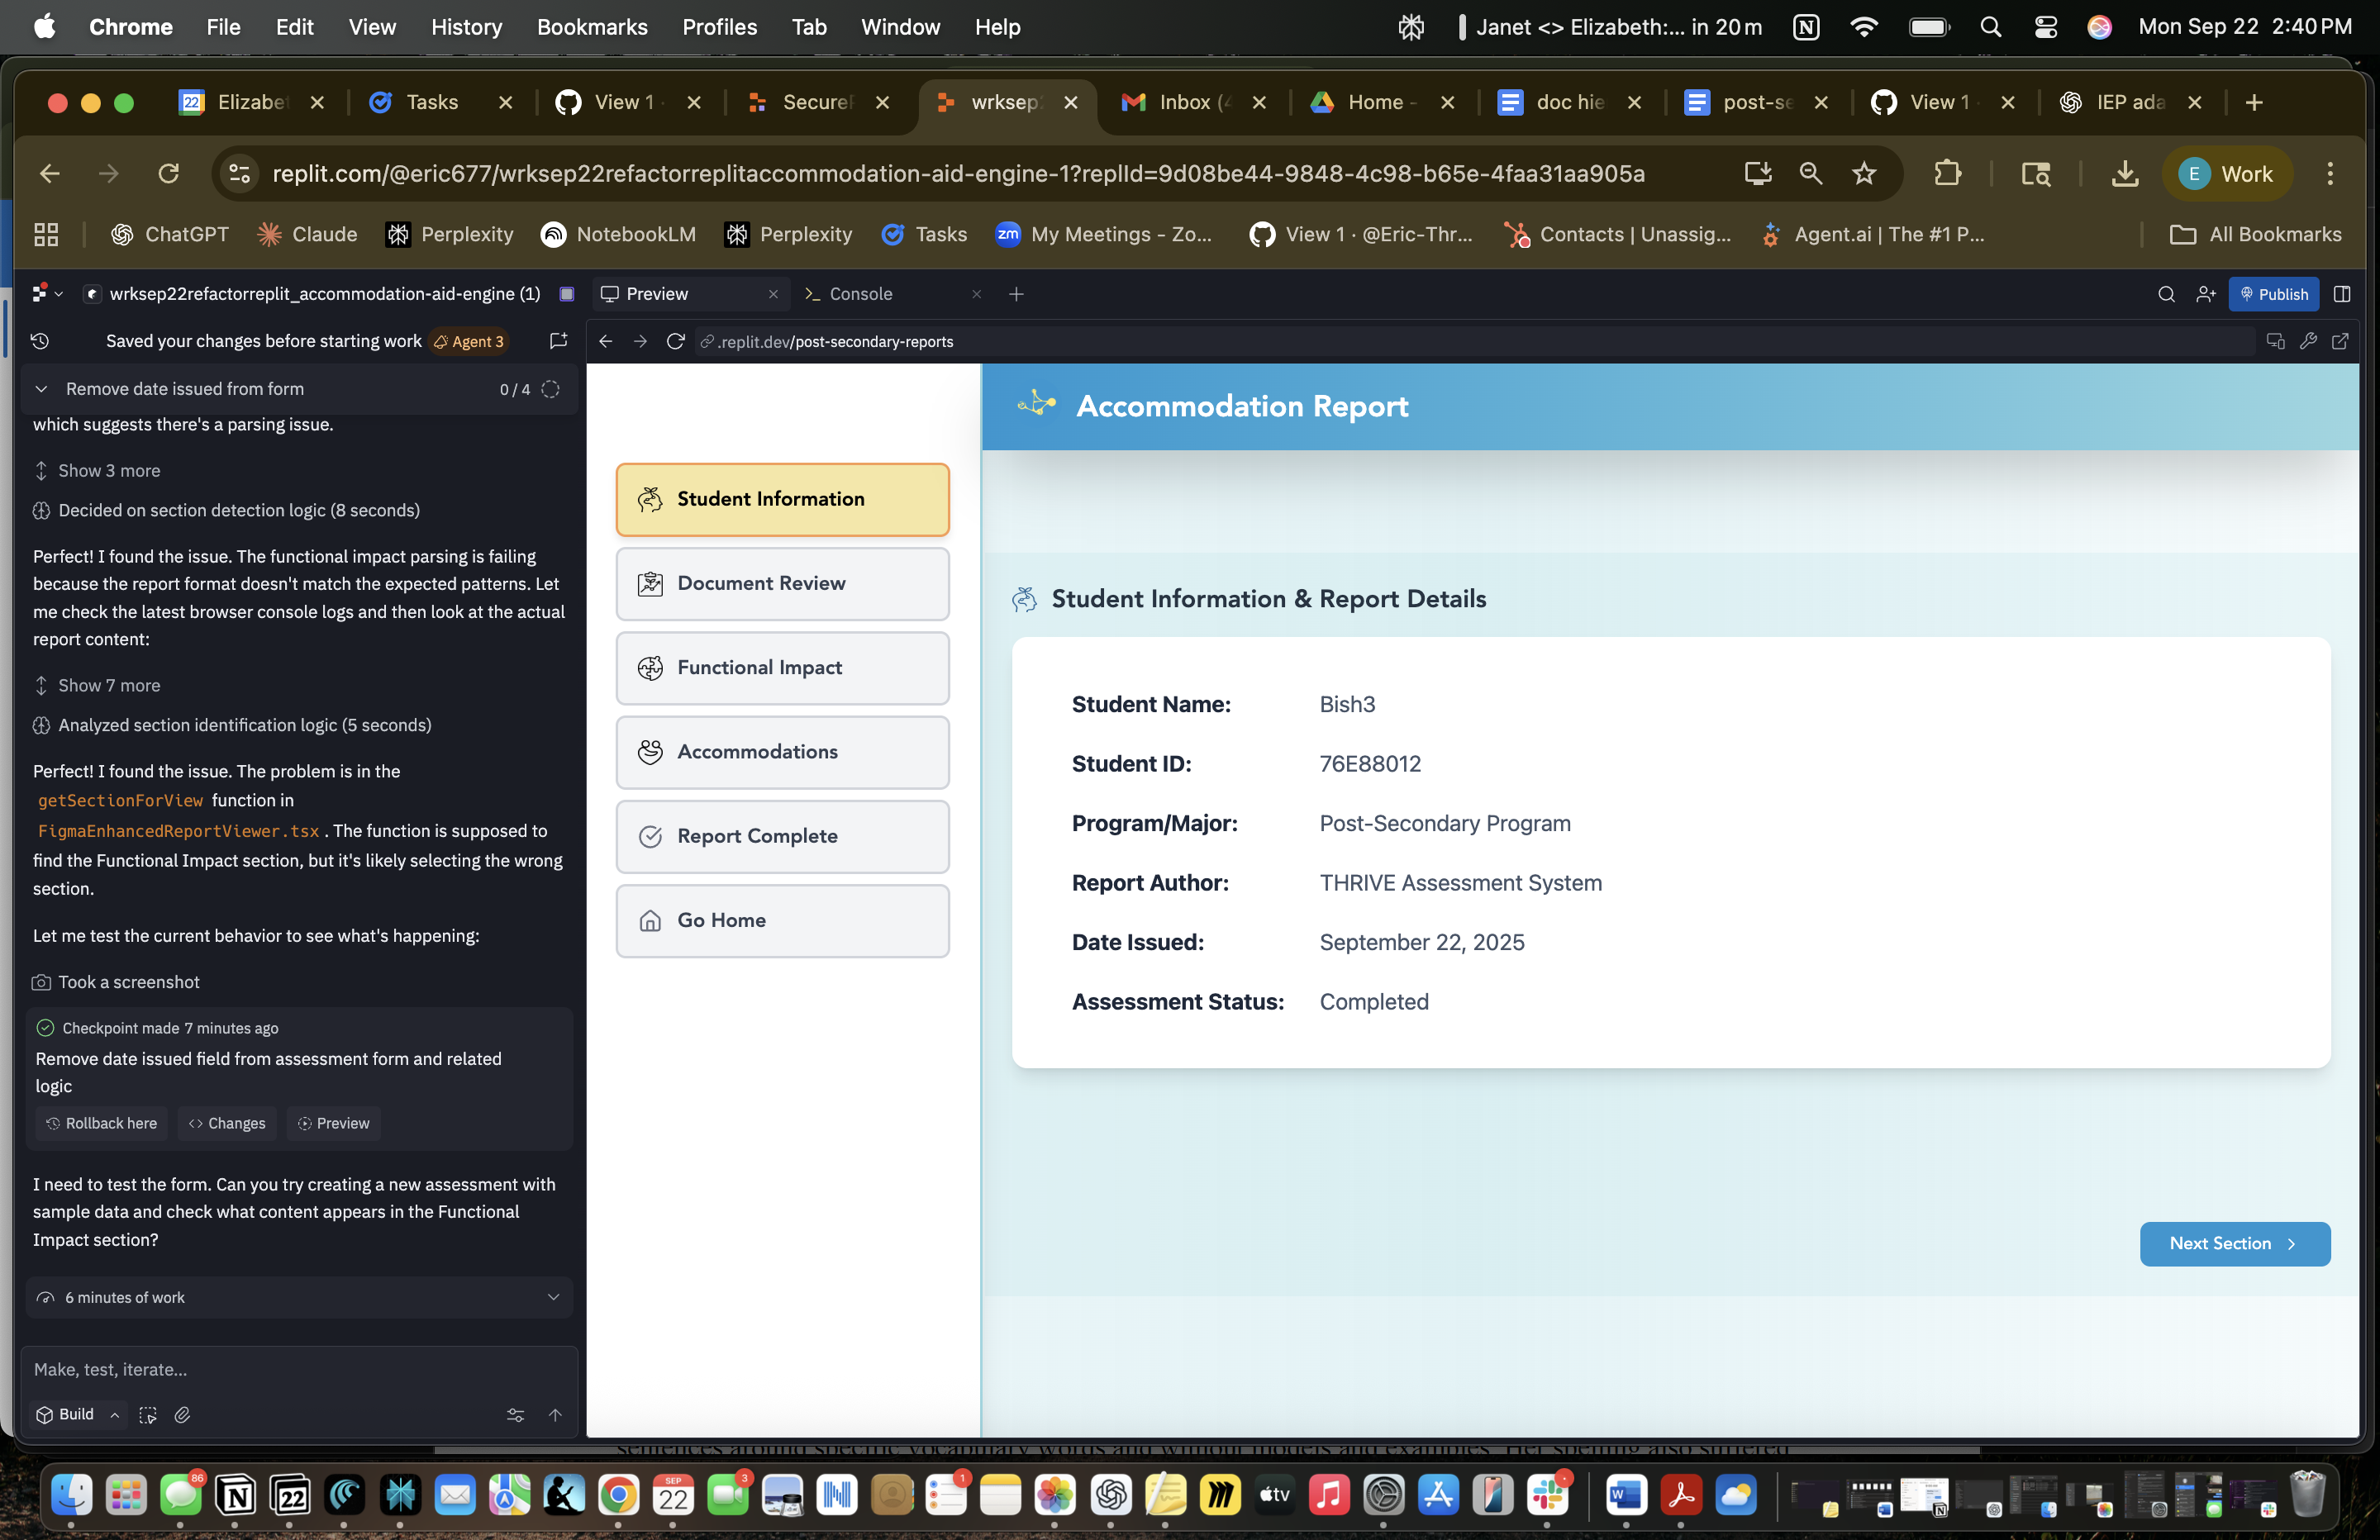 Chrome File Edit View History Bookmarks Profiles Tab Window Help Janet <> Elizabeth:... in 20 m Mon Sep 22 2:40 PM
22 Elizabe Tasks View 1 Secure wrksep Inbox ( Home - doc hie post-se View 1 IEP ada
replit.com/@eric677/wrksep22refactorreplitaccommodation-aid-engine-1?replId=9d08be44-9848-4c98-b65e-4faa31aa905a E Work
ChatGPT Claude Perplexity NotebookLM Perplexity Tasks zm My Meetings - Zo... View 1 · @Eric-Thr... Contacts | Unassig... Agent.ai | The #1 P... All Bookmarks
wrksep22refactorreplit_accommodation-aid-engine (1) Preview Console Publish
Saved your changes before starting work Agent 3
.replit.dev/post-secondary-reports
Remove date issued from form 0 / 4
which suggests there's a parsing issue.
Show 3 more
Decided on section detection logic (8 seconds)
Perfect! I found the issue. The functional impact parsing is failing
because the report format doesn't match the expected patterns. Let
me check the latest browser console logs and then look at the actual
report content:
Show 7 more
Analyzed section identification logic (5 seconds)
Perfect! I found the issue. The problem is in the
getSectionForView function in
FigmaEnhancedReportViewer.tsx . The function is supposed to
find the Functional Impact section, but it's likely selecting the wrong
section.
Let me test the current behavior to see what's happening:
Took a screenshot
Checkpoint made 7 minutes ago
Remove date issued field from assessment form and related
logic
Rollback here Changes Preview
I need to test the form. Can you try creating a new assessment with
sample data and check what content appears in the Functional
Impact section?
6 minutes of work
Make, test, iterate...
Build
Student Information
Document Review
Functional Impact
Accommodations
Report Complete
Go Home
Accommodation Report
Student Information & Report Details
Student Name: Bish3
Student ID: 76E88012
Program/Major: Post-Secondary Program
Report Author: THRIVE Assessment System
Date Issued: September 22, 2025
Assessment Status: Completed
Next Section
86 22 SEP 22 3 1 tv